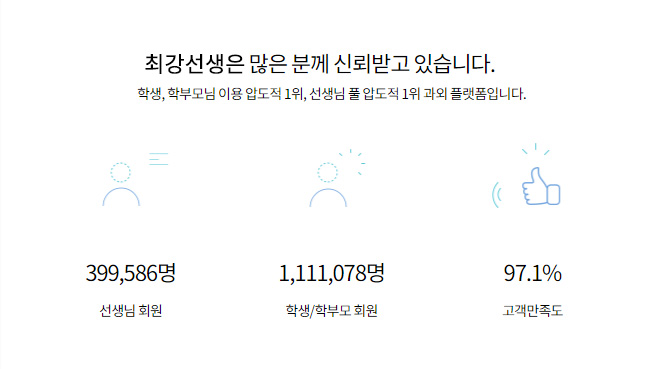 최강선생은 많은 분께 신뢰받고 있습니다.
학생, 학부모님 이용 압도적 1위, 선생님 풀 압도적 1위 과외 플랫폼입니다.
399,586명
1,111,078명
97.1%
선생님 회원
학생/학부모 회원
고객만족도